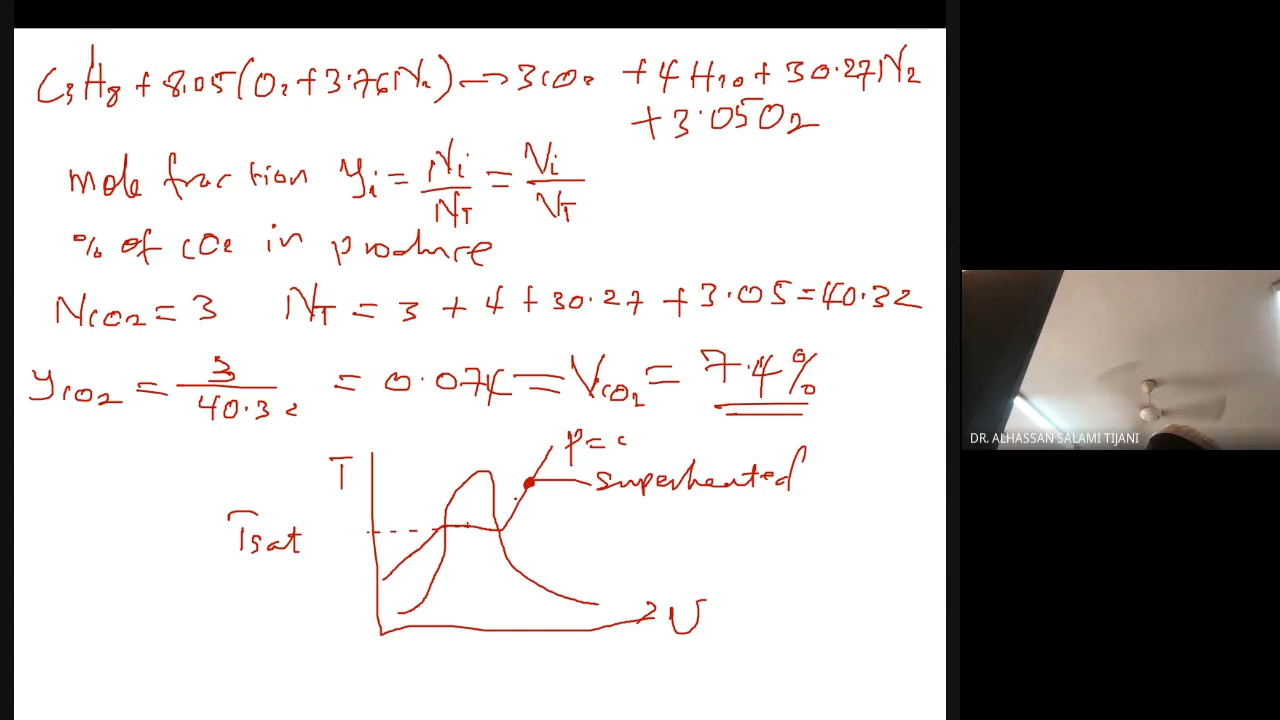 C3H8 + 8.05(O2 + 3.76N2) → 3CO2 + 4H2O + 30.27N2
+ 3.05O2
mole fraction yi = Ni/NT = Vi/VT
% of CO2 in produce
NCO2 = 3 NT = 3 + 4 + 30.27 + 3.05 = 40.32
yCO2 = 3/40.32 = 0.074 = VCO2 = 7.4%
P = c
T
superheated
Tsat
υ
DR. ALHASSAN SALAMI TIJANI